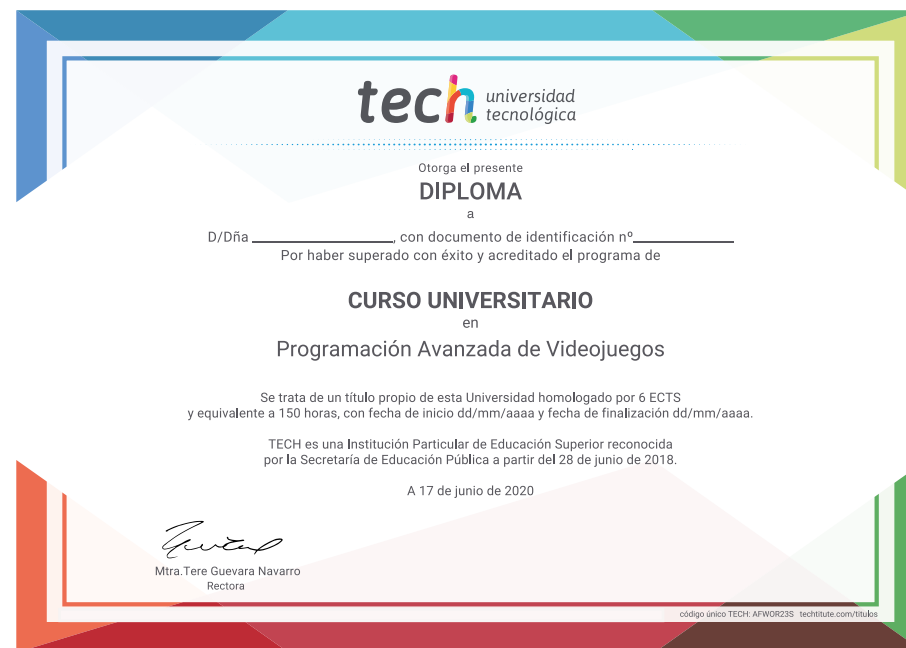 tech universidad
tecnológica
Otorga el presente
DIPLOMA
a
D/Dña ____________, con documento de identificación nº____________
Por haber superado con éxito y acreditado el programa de
CURSO UNIVERSITARIO
en
Programación Avanzada de Videojuegos
Se trata de un título propio de esta Universidad homologado por 6 ECTS
y equivalente a 150 horas, con fecha de inicio dd/mm/aaaa y fecha de finalización dd/mm/aaaa.
TECH es una Institución Particular de Educación Superior reconocida
por la Secretaría de Educación Pública a partir del 28 de junio de 2018.
A 17 de junio de 2020
Mtra.Tere Guevara Navarro
Rectora
código único TECH: AFWOR23S techtitute.com/titulos